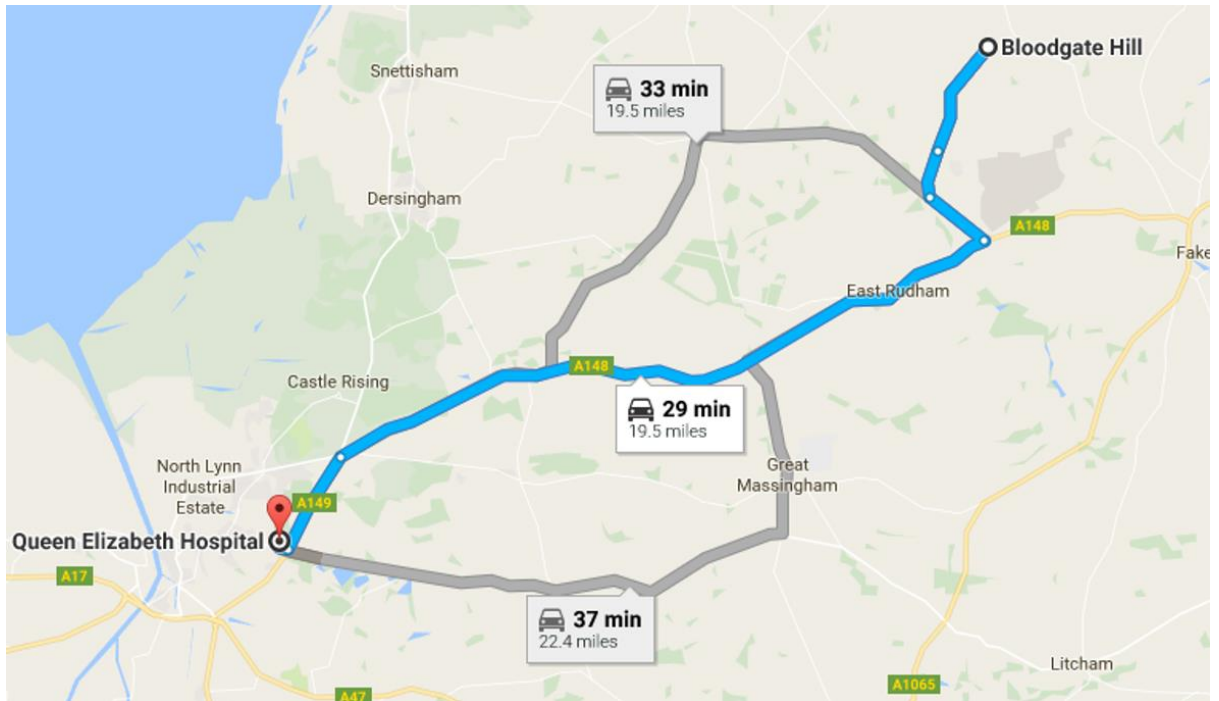 Bloodgate Hill
Snettisham
33 min
19.5 miles
Dersingham
A148
Fake
East Rudham
A148
Castle Rising
29 min
19.5 miles
North Lynn
Industrial
Estate
Great
Massingham
A149
Queen Elizabeth Hospital
A17
37 min
22.4 miles
Litcham
A1065
A47